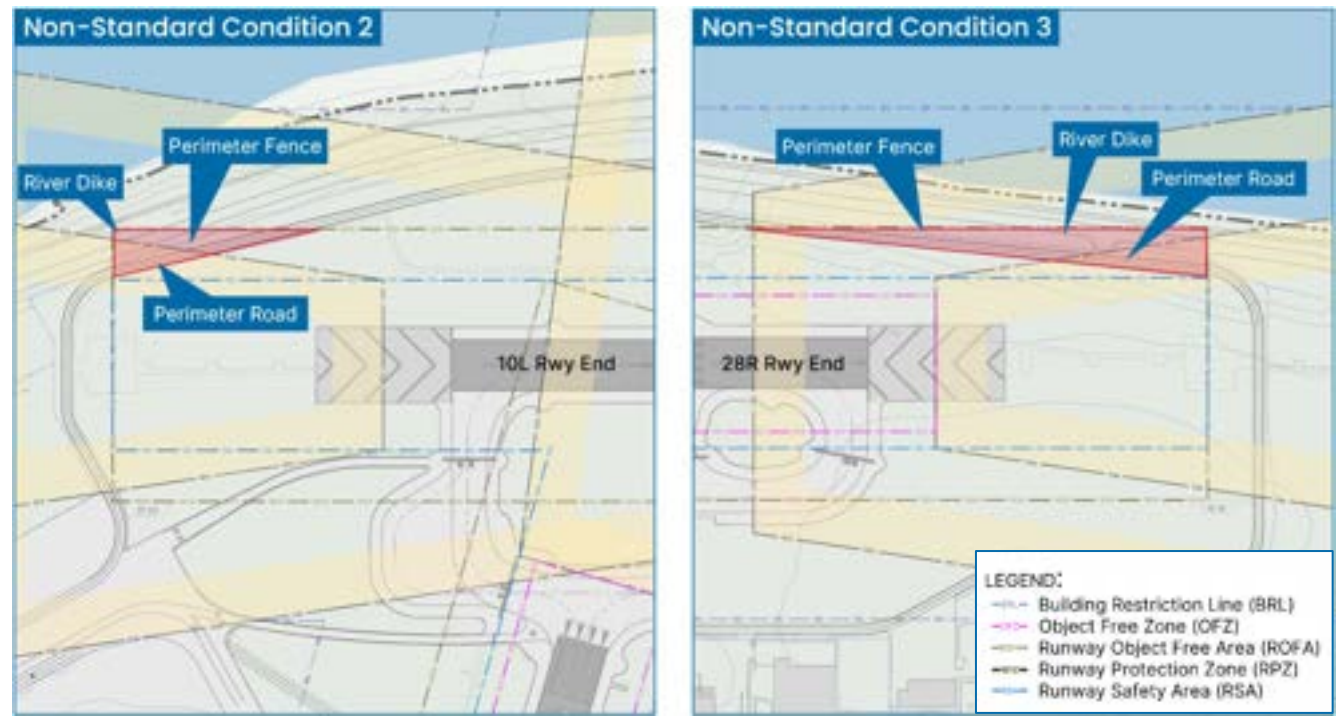 Non-Standard Condition 2
Perimeter Fence
River Dike
Perimeter Road
10L Rwy End
Non-Standard Condition 3
Perimeter Fence
River Dike
Perimeter Road
28R Rwy End
LEGEND:
Building Restriction Line (BRL)
Object Free Zone (OFZ)
Runway Object Free Area (ROFA)
Runway Protection Zone (RPZ)
Runway Safety Area (RSA)